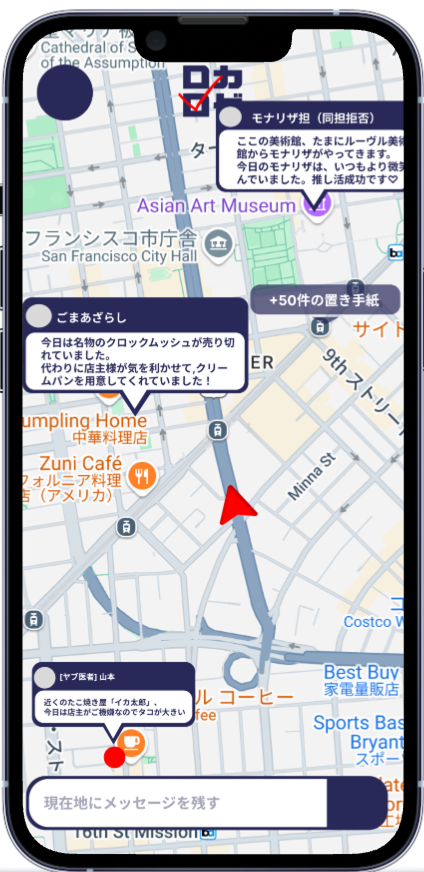 Cathedral of S
of the Assumption
ロカ
モナリザ担（同担拒否）
ここの美術館、たまにルーヴル美術
館からモナリザがやってきます。
今日のモナリザは、いつもより微笑
んでいました。推し活成功です♡
ター
Asian Art Museum
フランシスコ市庁舎
San Francisco City Hall
+50件の置き手紙
ごまあざらし
今日は名物のクロックムッシュが売り切
れていました。
代わりに店主様が気を利かせて,クリー
ムパンを用意してくれていました！
サイト
ER
9th ストリート
umpling Home
中華料理店
Zuni Café
フォルニア料理
店（アメリカ）
Minna St
コ
Costco W
[ヤブ医者] 山本
近くのたこ焼き屋「イカ太郎」、
今日は店主がご機嫌なのでタコが大きい
Best Buy
家電量販店
ル コーヒー
fee
Sports Bas
Bryant
スポー
・スト
現在地にメッセージを残す
16th St Mission